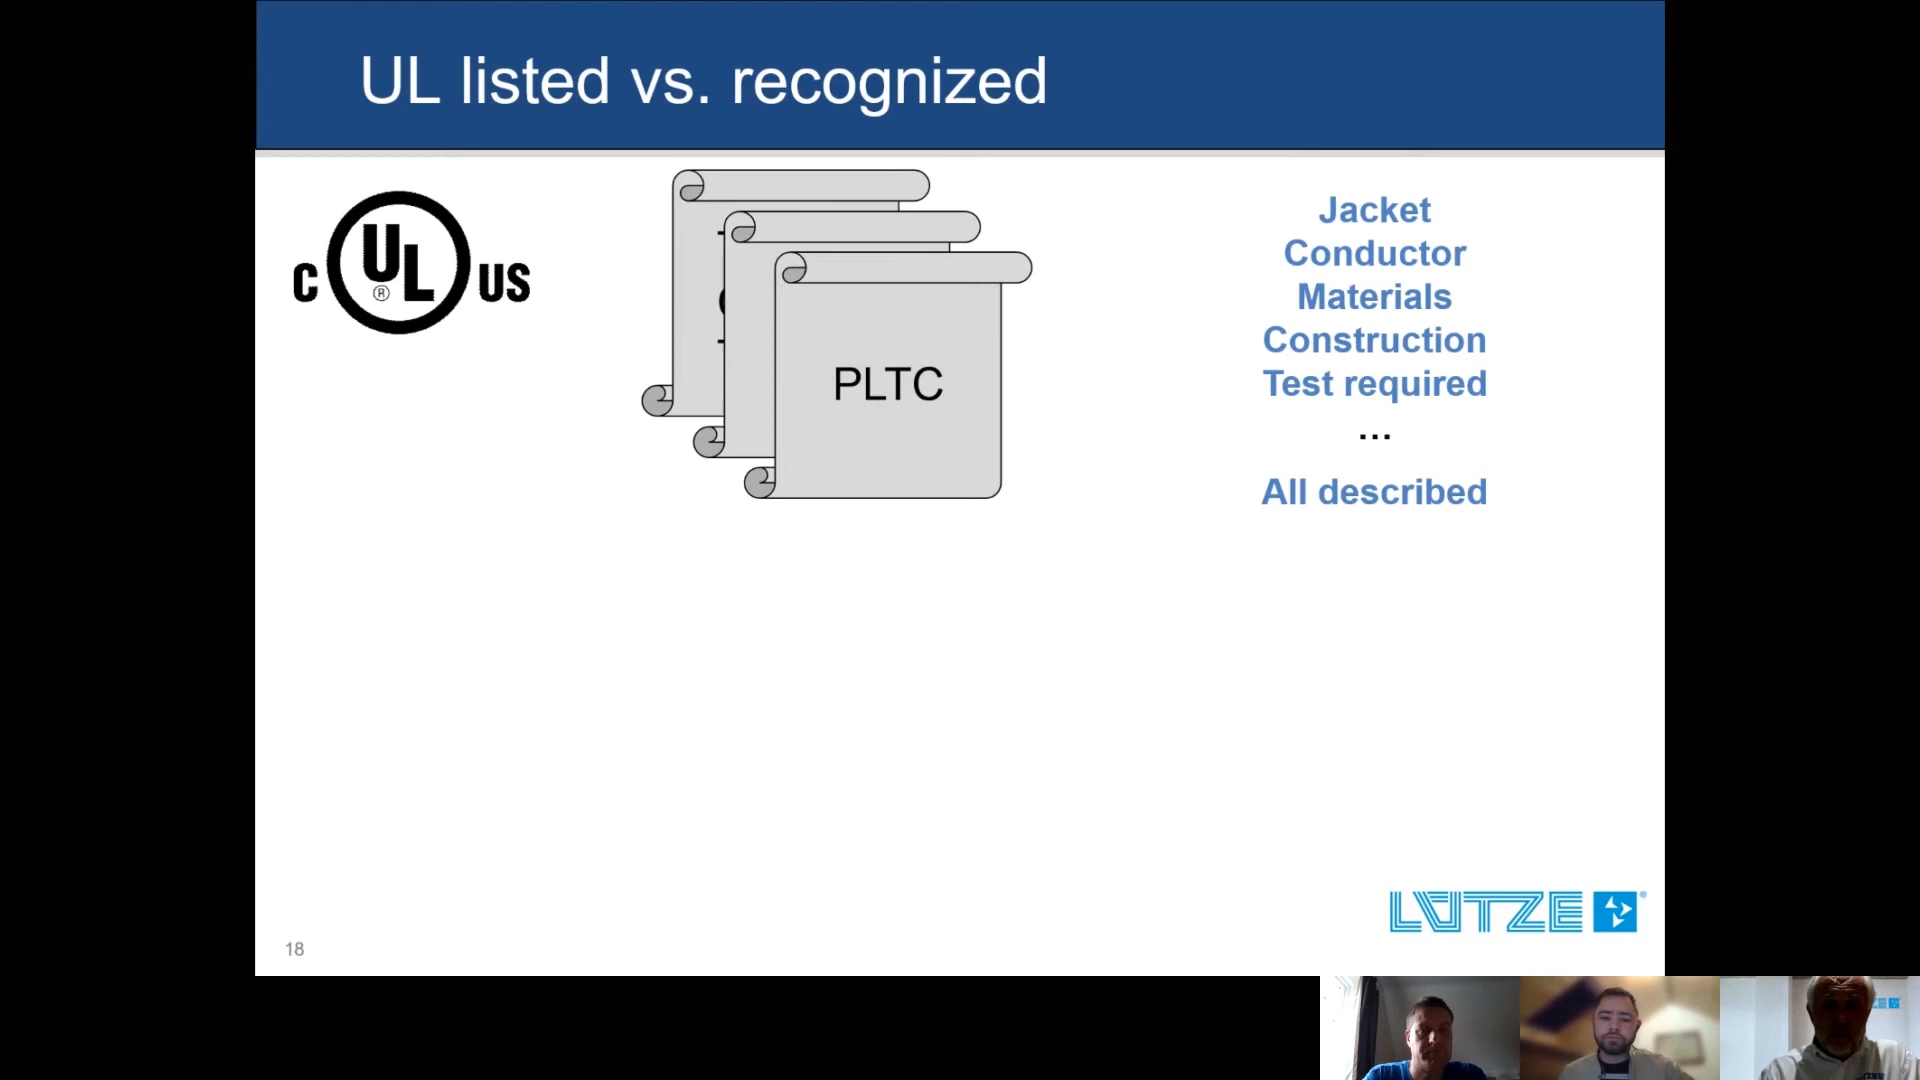 UL listed vs. recognized
C UL US
®
PLTC
Jacket
Conductor
Materials
Construction
Test required
...
All described
LÜTZE ®
18